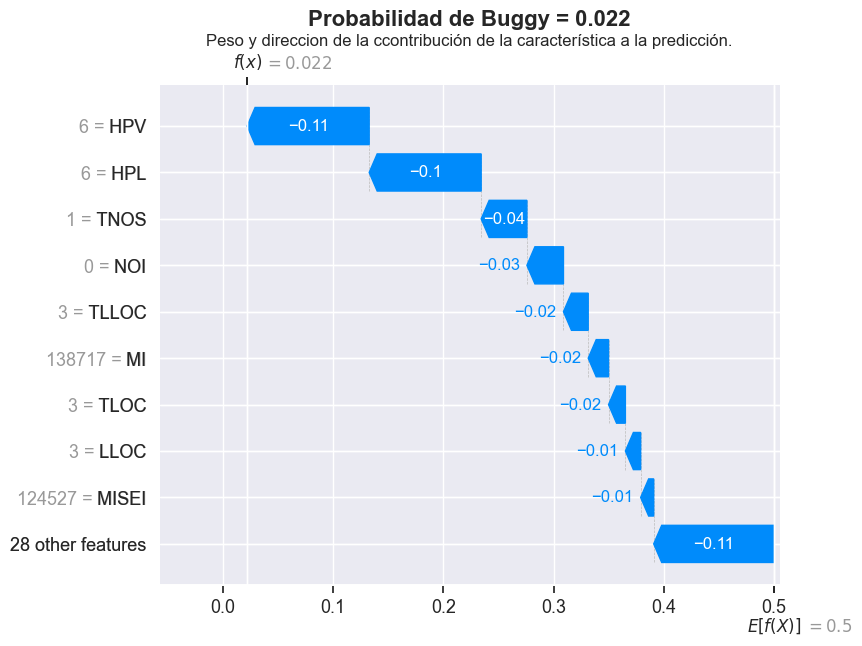 Probabilidad de Buggy = 0.022
Peso y direccion de la ccontribución de la característica a la predicción.
f(x) = 0.022
6 = HPV −0.11
6 = HPL −0.1
1 = TNOS −0.04
0 = NOI −0.03
3 = TLLOC −0.02
138717 = MI −0.02
3 = TLOC −0.02
3 = LLOC −0.01
124527 = MISEI −0.01
28 other features −0.11
0.0 0.1 0.2 0.3 0.4 0.5
E[f(X)] = 0.5